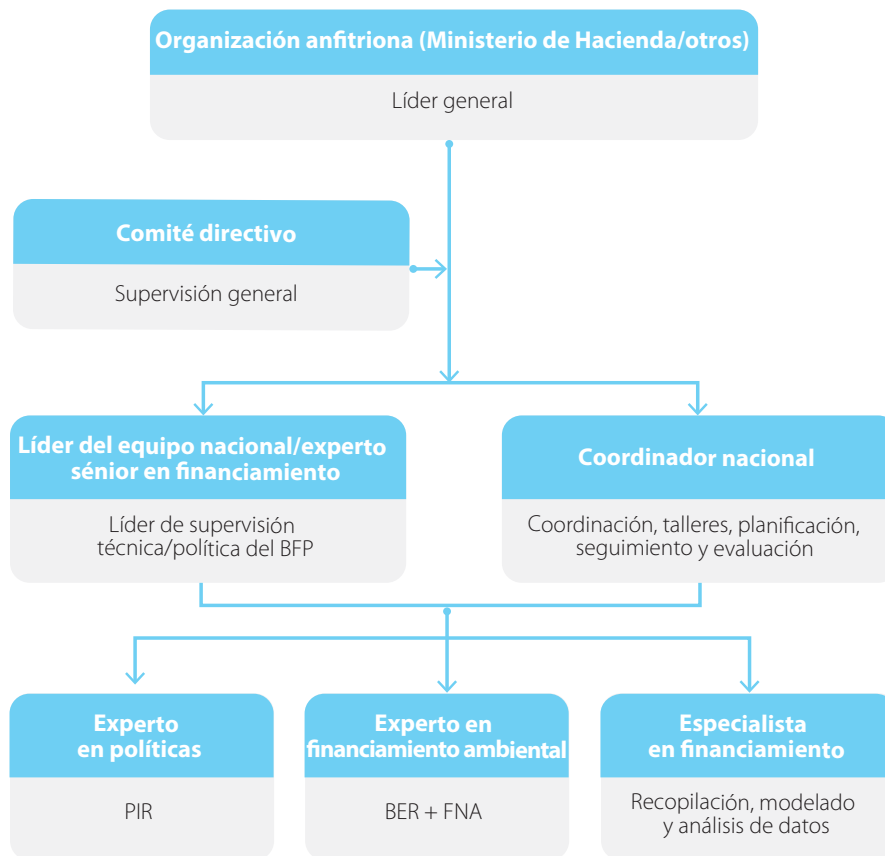 Organización anfitriona (Ministerio de Hacienda/otros)
Líder general
Comité directivo
Supervisión general
Líder del equipo nacional/experto
sénior en financiamiento
Líder de supervisión
técnica/política del BFP
Coordinador nacional
Coordinación, talleres, planificación,
seguimiento y evaluación
Experto
en políticas
PIR
Experto en
financiamiento ambiental
BER + FNA
Especialista
en financiamiento
Recopilación, modelado
y análisis de datos